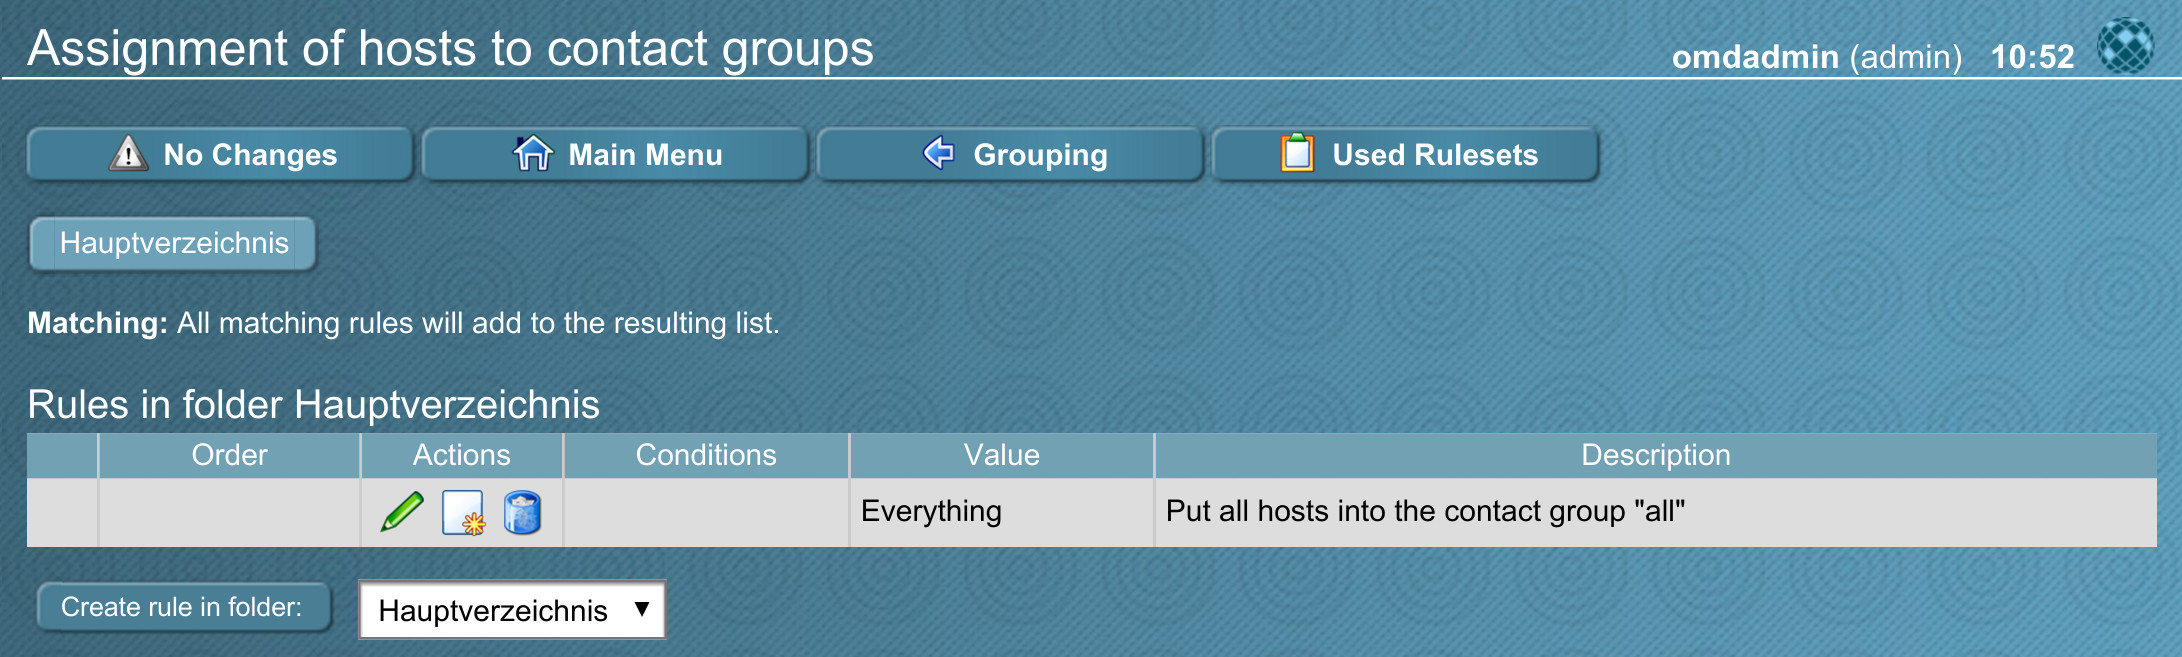 Assignment of hosts to contact groups
omdadmin (admin) 10:52
No Changes Main Menu Grouping Used Rulesets
Hauptverzeichnis
Matching: All matching rules will add to the resulting list.
Rules in folder Hauptverzeichnis
Order Actions Conditions Value Description
Everything Put all hosts into the contact group "all"
Create rule in folder: Hauptverzeichnis